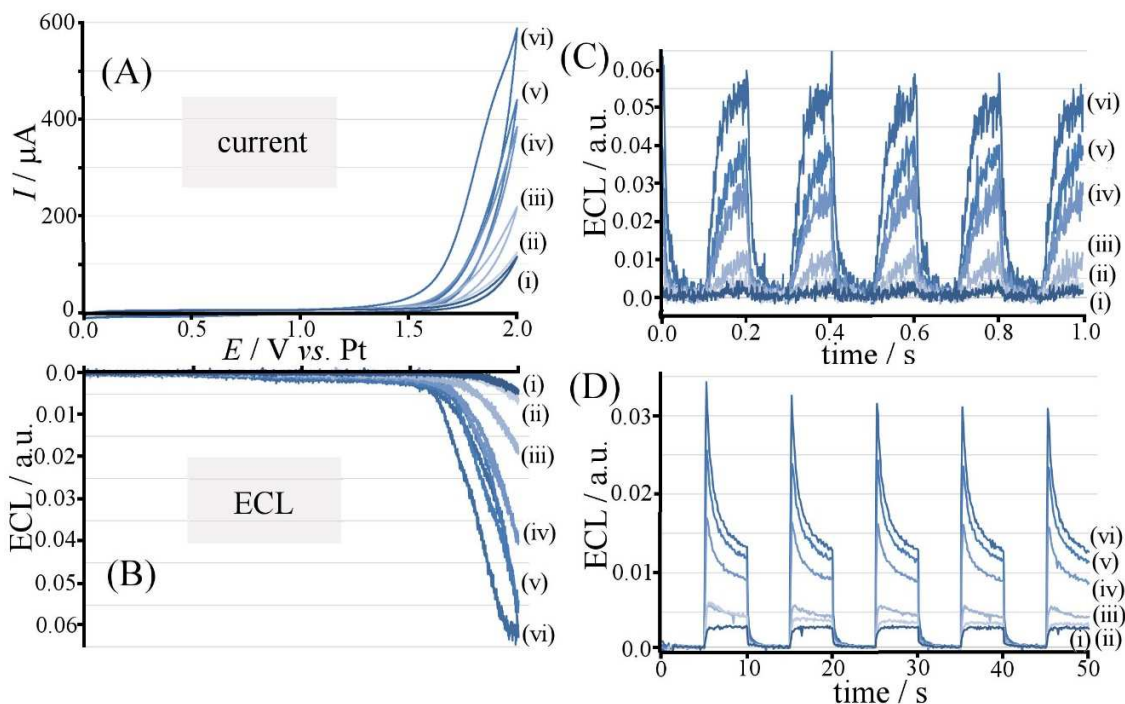 (A)
current
I / µA
600
400
200
0
0.0
0.5
1.0
1.5
2.0
E / V vs. Pt
(vi)
(v)
(iv)
(iii)
(ii)
(i)
(B)
ECL
ECL / a.u.
0.0
0.01
0.02
0.03
0.04
0.05
0.06
(i)
(ii)
(iii)
(iv)
(v)
(vi)
(C)
ECL / a.u.
0.06
0.05
0.04
0.03
0.02
0.01
0.0
0.0
0.2
0.4
0.6
0.8
1.0
time / s
(vi)
(v)
(iv)
(iii)
(ii)
(i)
(D)
ECL / a.u.
0.03
0.02
0.01
0.0
0
10
20
30
40
50
time / s
(vi)
(v)
(iv)
(iii)
(i) (ii)